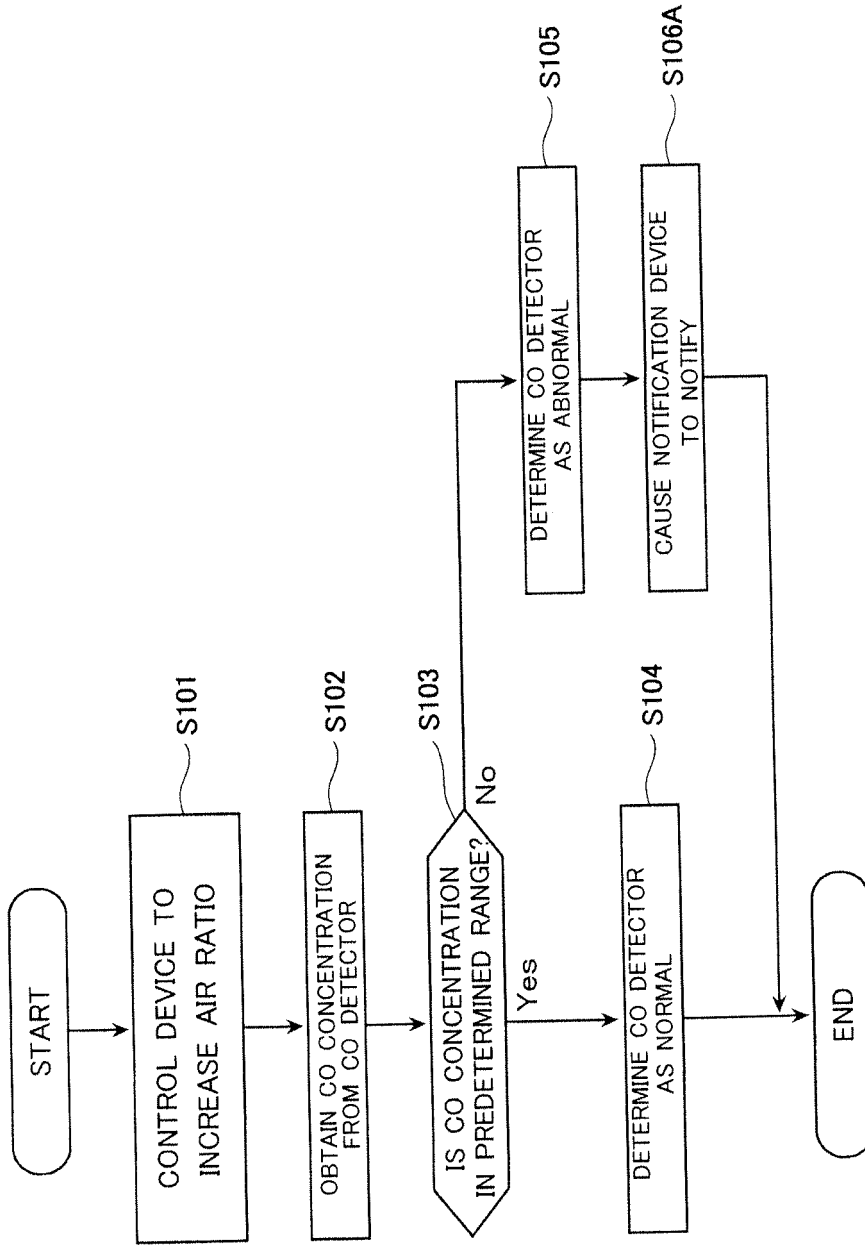 START
CONTROL DEVICE TO
INCREASE AIR RATIO
S101
OBTAIN CO CONCENTRATION
FROM CO DETECTOR
S102
IS CO CONCENTRATION
IN PREDETERMINED RANGE?
S103
No
Yes
DETERMINE CO DETECTOR
AS NORMAL
S104
DETERMINE CO DETECTOR
AS ABNORMAL
S105
CAUSE NOTIFICATION DEVICE
TO NOTIFY
S106A
END